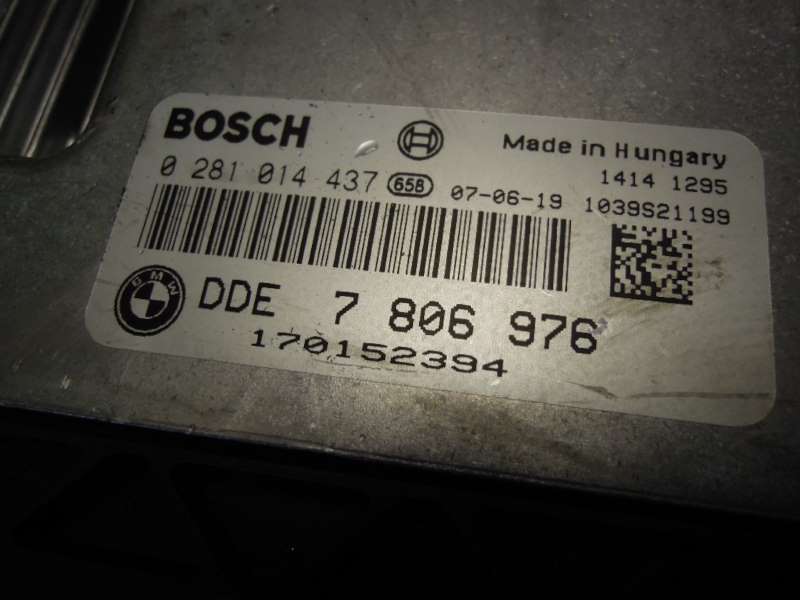 BOSCH
Made in Hungary
0 281 014 437 658 07-06-19
1414 1295
1039S21199
BMW
DDE 7 806 976
170152394